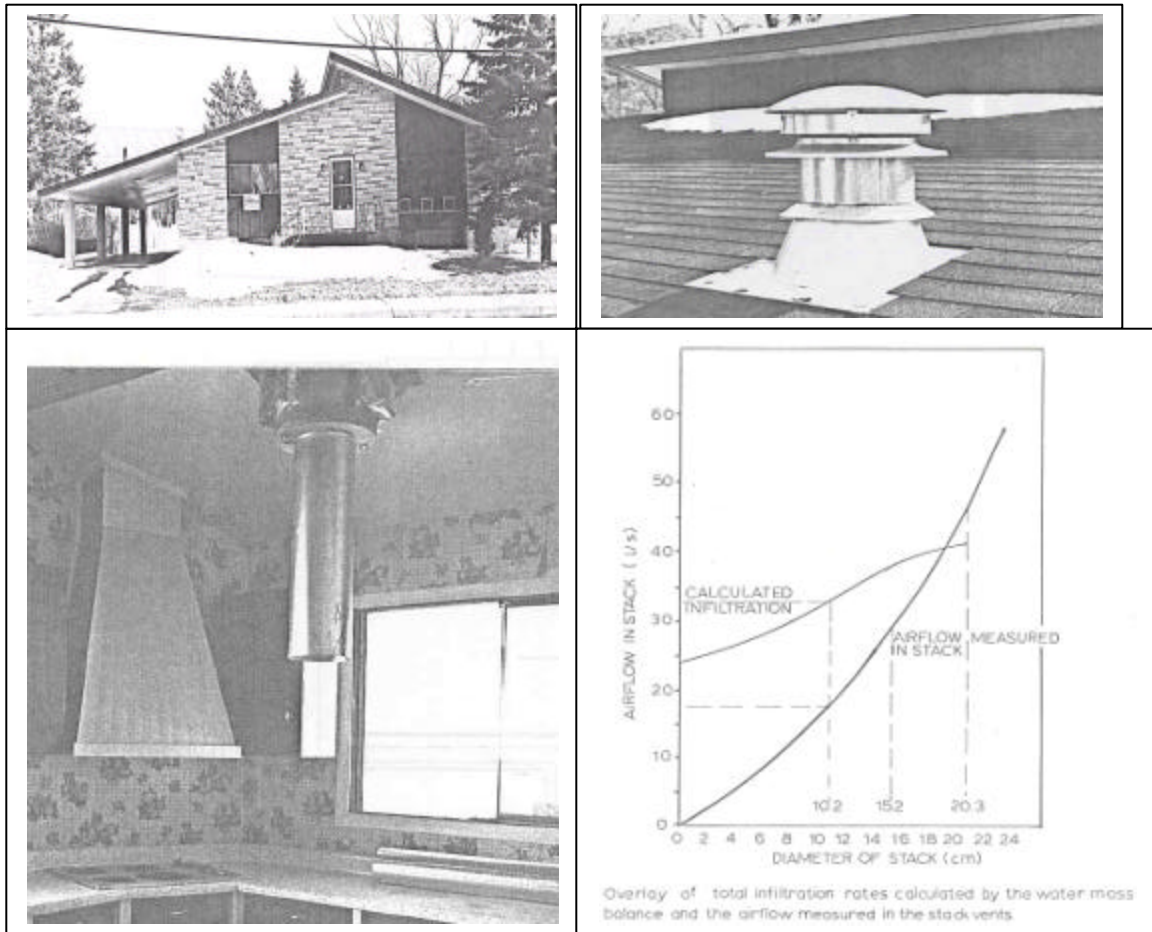 60
50
40
30
20
10
0
AIRFLOW IN STACK (l/s)
CALCULATED
INFILTRATION
AIRFLOW MEASURED
IN STACK
10.2 15.2 20.3
0 2 4 6 8 10 12 14 16 18 20 22 24
DIAMETER OF STACK (cm)
Overlay of total infiltration rates calculated by the water mass
balance and the airflow measured in the stack vents